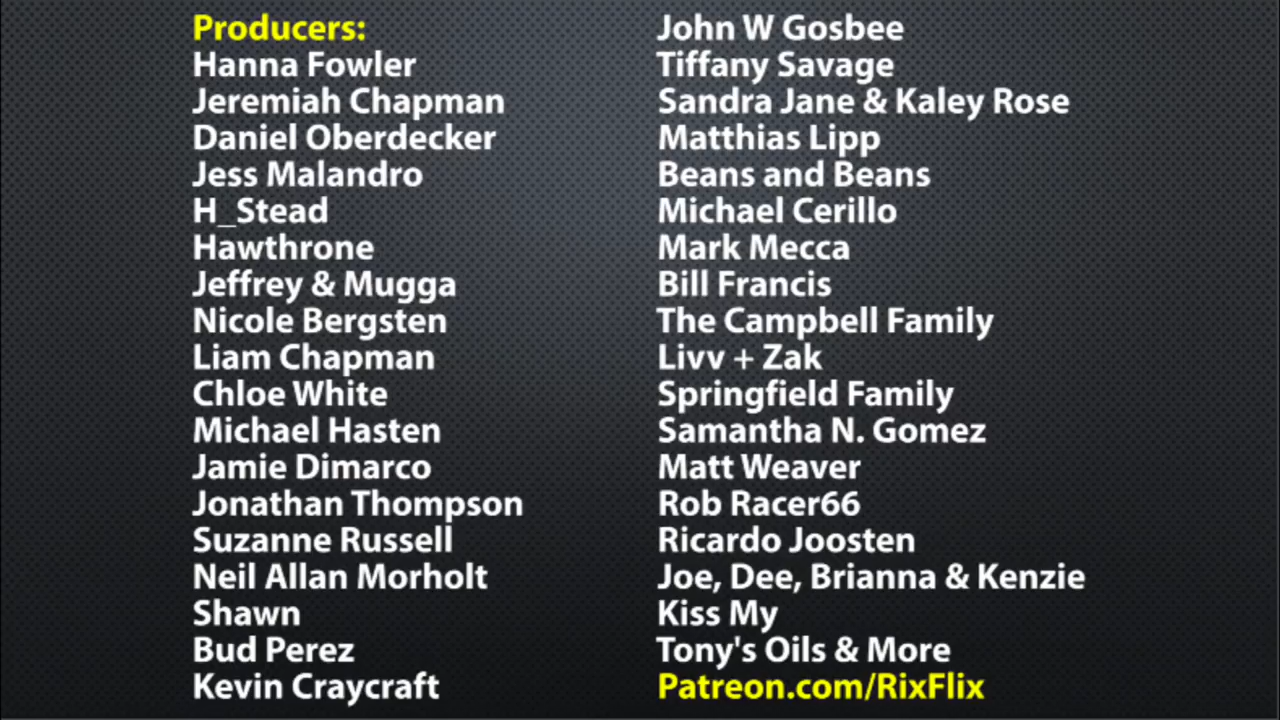 Producers:
Hanna Fowler
Jeremiah Chapman
Daniel Oberdecker
Jess Malandro
H_Stead
Hawthrone
Jeffrey & Mugga
Nicole Bergsten
Liam Chapman
Chloe White
Michael Hasten
Jamie Dimarco
Jonathan Thompson
Suzanne Russell
Neil Allan Morholt
Shawn
Bud Perez
Kevin Craycraft
John W Gosbee
Tiffany Savage
Sandra Jane & Kaley Rose
Matthias Lipp
Beans and Beans
Michael Cerillo
Mark Mecca
Bill Francis
The Campbell Family
Livv + Zak
Springfield Family
Samantha N. Gomez
Matt Weaver
Rob Racer66
Ricardo Joosten
Joe, Dee, Brianna & Kenzie
Kiss My
Tony's Oils & More
Patreon.com/RixFlix